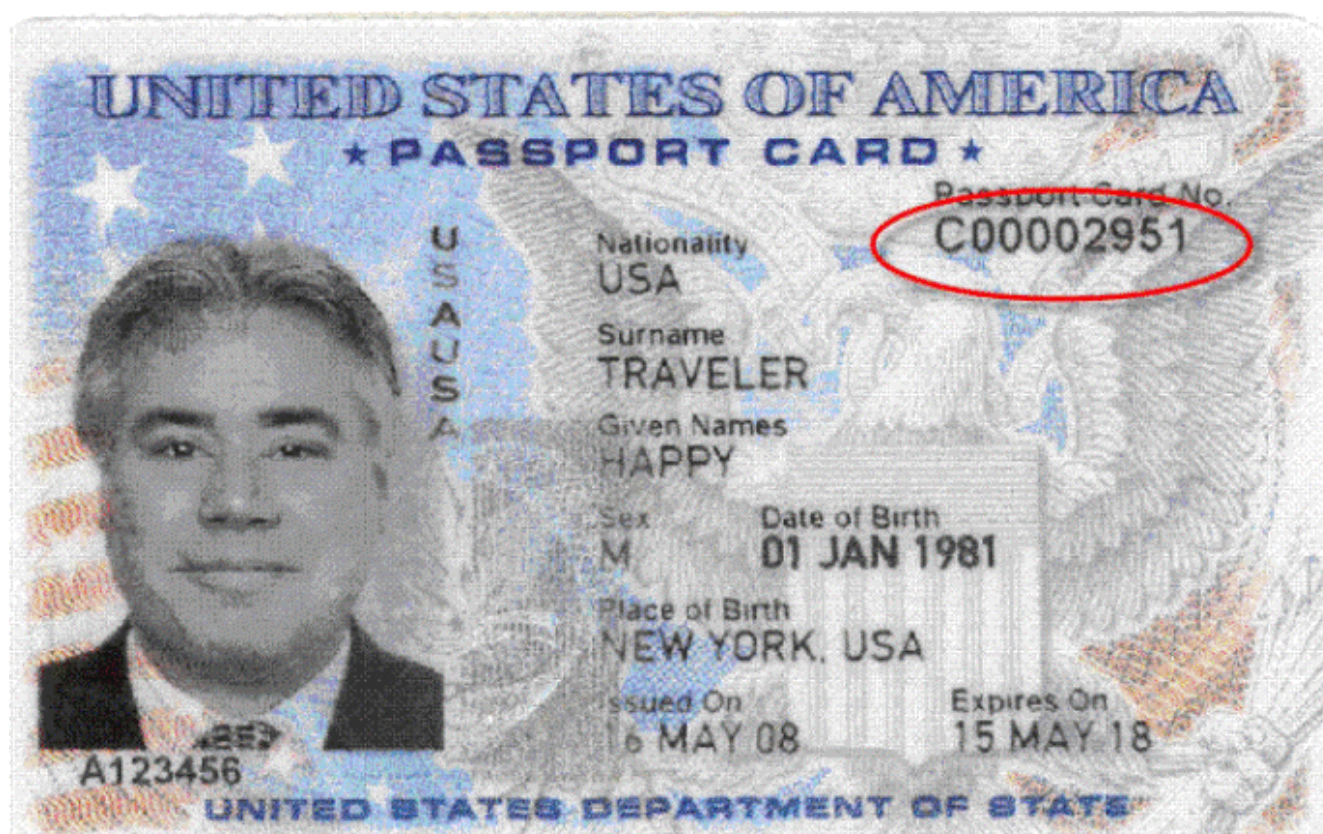 UNITED STATES OF AMERICA
★ PASSPORT CARD ★
Passport Card No.
C00002951
USAUSA
Nationality
USA
Surname
TRAVELER
Given Names
HAPPY
Sex Date of Birth
M 01 JAN 1981
Place of Birth
NEW YORK, USA
Issued On Expires On
16 MAY 08 15 MAY 18
A123456
UNITED STATES DEPARTMENT OF STATE